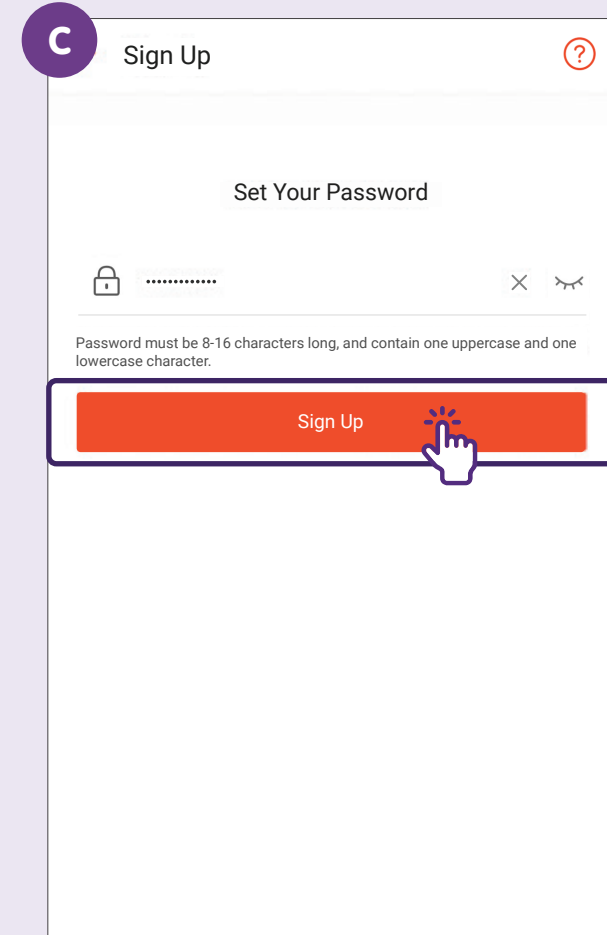 C
Sign Up
?
Set Your Password
•••••••••••••
Password must be 8-16 characters long, and contain one uppercase and one
lowercase character.
Sign Up